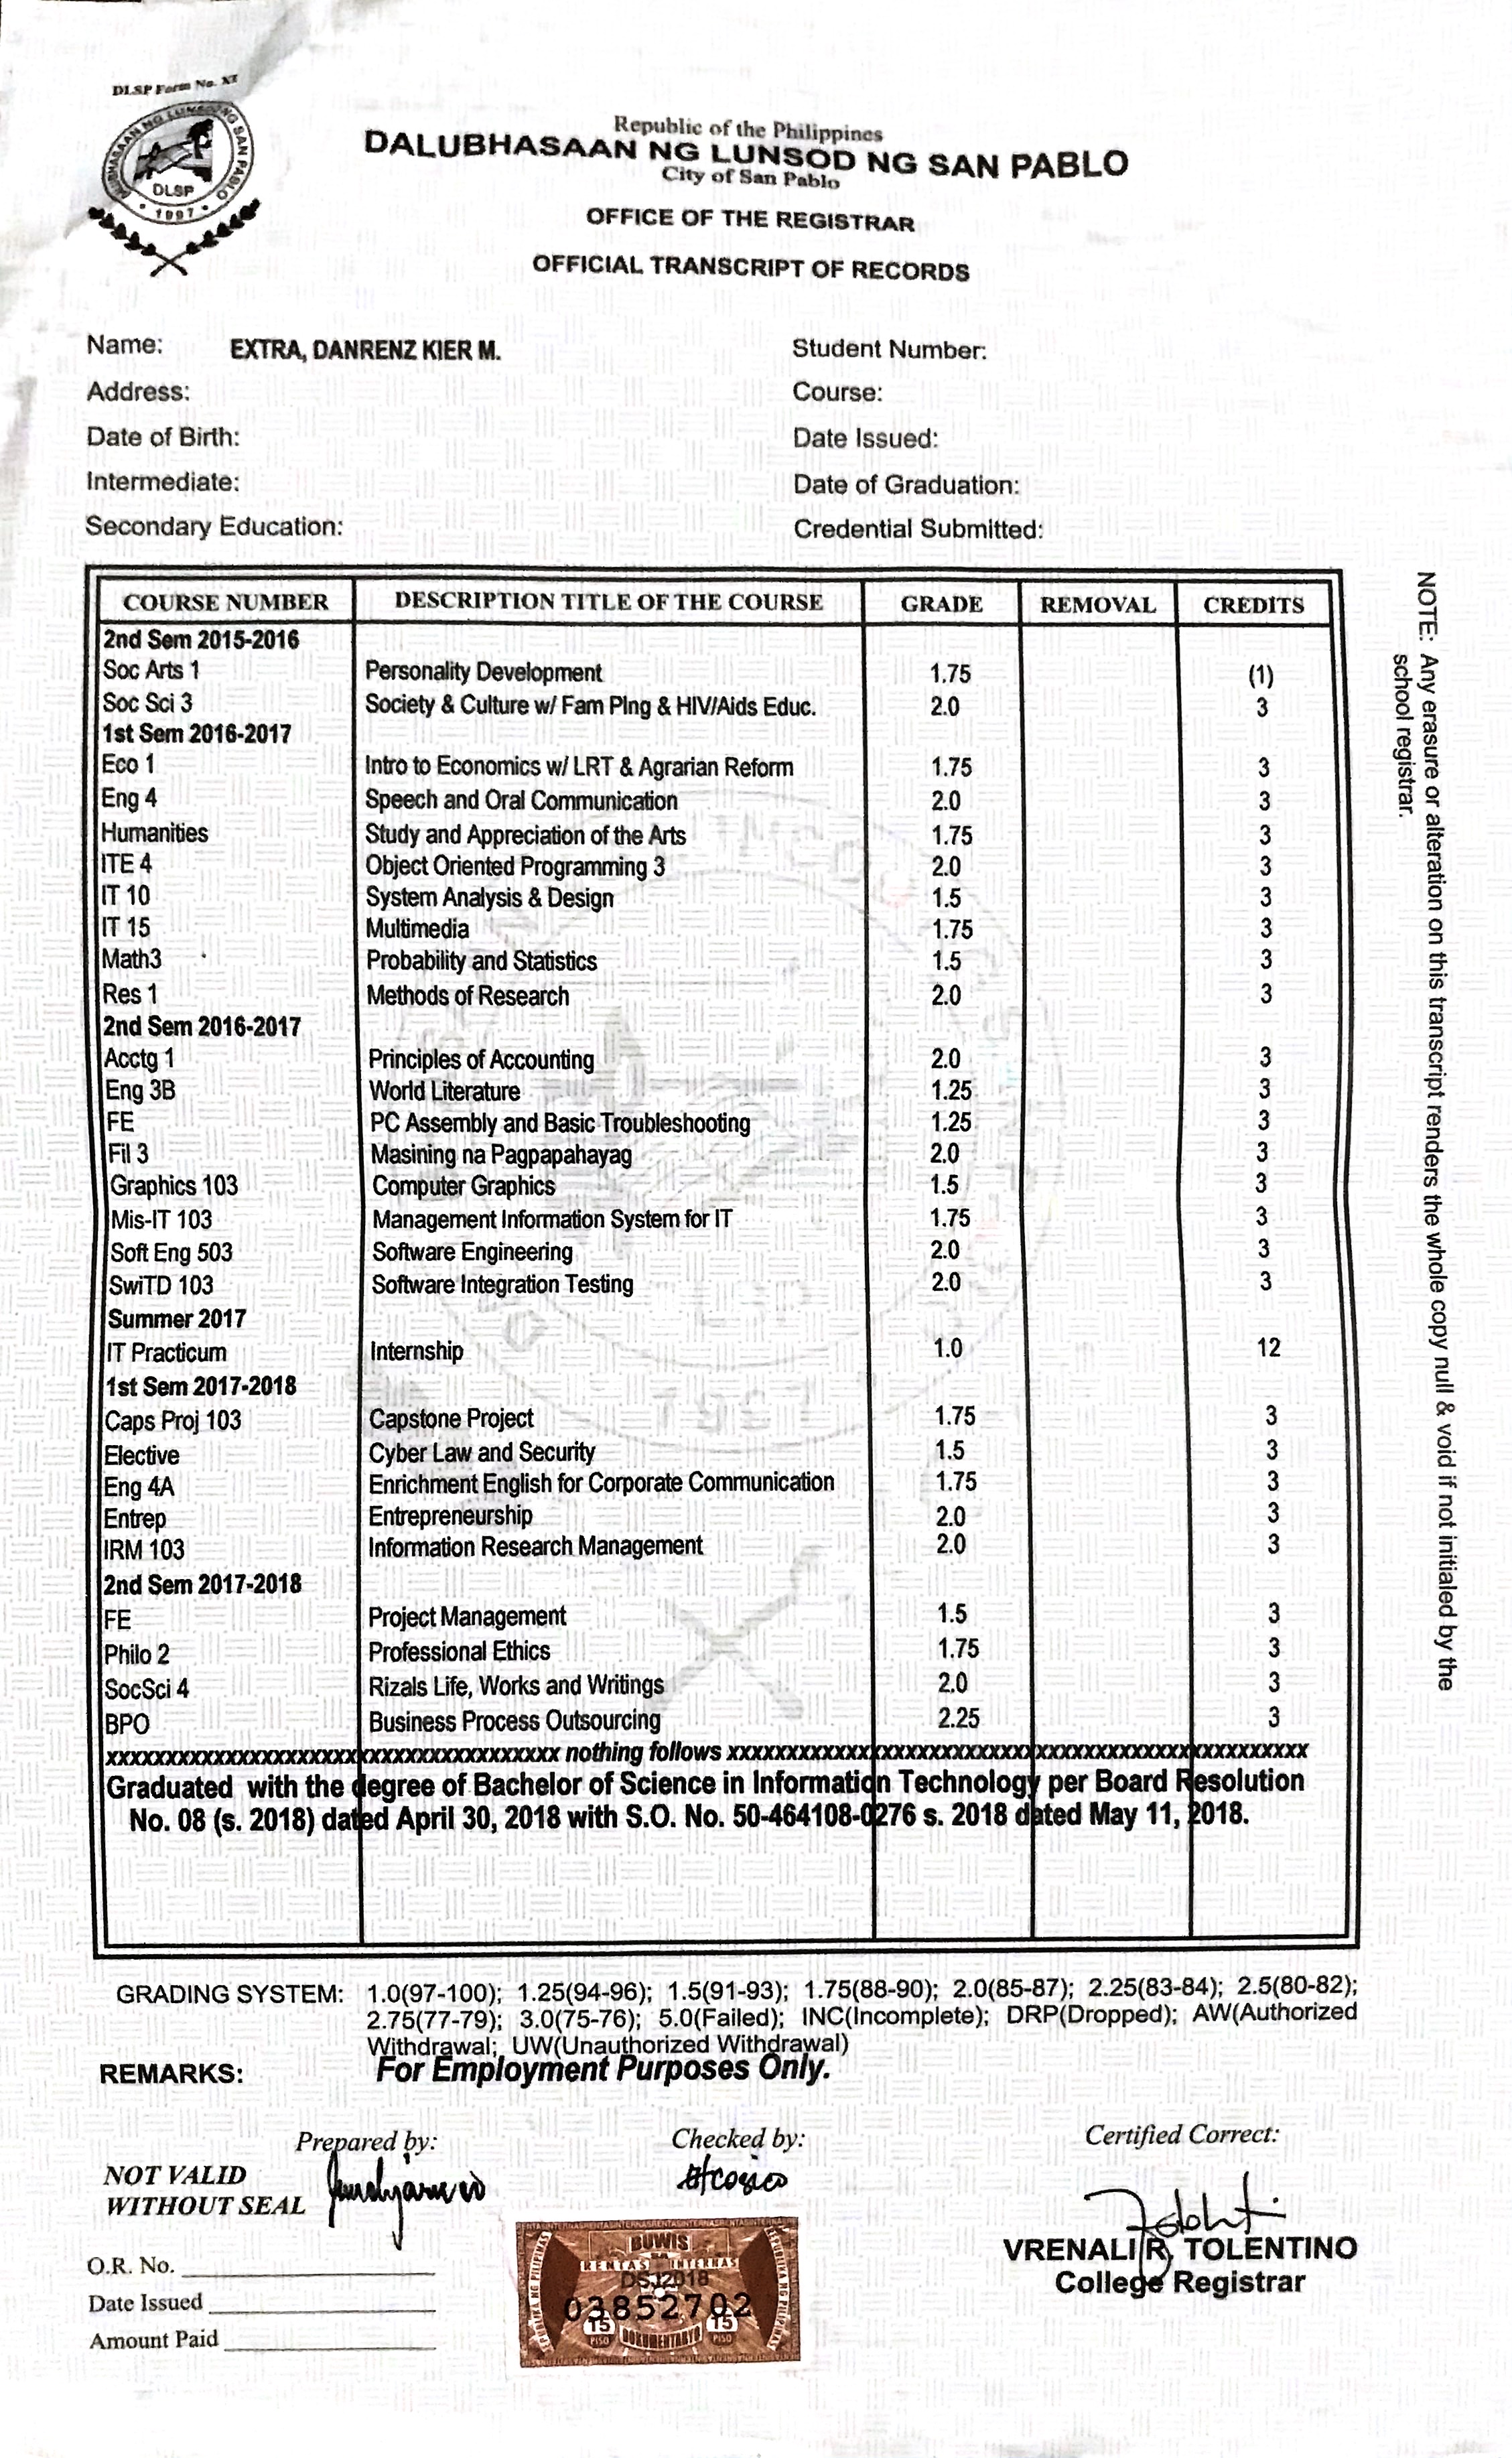 DLSP Form No. XI
DALUBHASAAN NG LUNSOD NG SAN PABLO
DLSP
1997
Republic of the Philippines
DALUBHASAAN NG LUNSOD NG SAN PABLO
City of San Pablo
OFFICE OF THE REGISTRAR
OFFICIAL TRANSCRIPT OF RECORDS
Name: EXTRA, DANRENZ KIER M. Student Number:
Address: Course:
Date of Birth: Date Issued:
Intermediate: Date of Graduation:
Secondary Education: Credential Submitted:
COURSE NUMBER DESCRIPTION TITLE OF THE COURSE GRADE REMOVAL CREDITS
2nd Sem 2015-2016
Soc Arts 1 Personality Development 1.75 (1)
Soc Sci 3 Society & Culture w/ Fam Plng & HIV/Aids Educ. 2.0 3
1st Sem 2016-2017
Eco 1 Intro to Economics w/ LRT & Agrarian Reform 1.75 3
Eng 4 Speech and Oral Communication 2.0 3
Humanities Study and Appreciation of the Arts 1.75 3
ITE 4 Object Oriented Programming 3 2.0 3
IT 10 System Analysis & Design 1.5 3
IT 15 Multimedia 1.75 3
Math3 Probability and Statistics 1.5 3
Res 1 Methods of Research 2.0 3
2nd Sem 2016-2017
Acctg 1 Principles of Accounting 2.0 3
Eng 3B World Literature 1.25 3
FE PC Assembly and Basic Troubleshooting 1.25 3
Fil 3 Masining na Pagpapahayag 2.0 3
Graphics 103 Computer Graphics 1.5 3
Mis-IT 103 Management Information System for IT 1.75 3
Soft Eng 503 Software Engineering 2.0 3
SwiTD 103 Software Integration Testing 2.0 3
Summer 2017
IT Practicum Internship 1.0 12
1st Sem 2017-2018
Caps Proj 103 Capstone Project 1.75 3
Elective Cyber Law and Security 1.5 3
Eng 4A Enrichment English for Corporate Communication 1.75 3
Entrep Entrepreneurship 2.0 3
IRM 103 Information Research Management 2.0 3
2nd Sem 2017-2018
FE Project Management 1.5 3
Philo 2 Professional Ethics 1.75 3
SocSci 4 Rizals Life, Works and Writings 2.0 3
BPO Business Process Outsourcing 2.25 3
xxxxxxxxxxxxxxxxxxxxxxxxxxxxxxxxxxxxxx nothing follows xxxxxxxxxxxxxxxxxxxxxxxxxxxxxxxxxxxxxxxxxxxxxxxxx
Graduated with the degree of Bachelor of Science in Information Technology per Board Resolution
No. 08 (s. 2018) dated April 30, 2018 with S.O. No. 50-464108-0276 s. 2018 dated May 11, 2018.
NOTE: Any erasure or alteration on this transcript renders the whole copy null & void if not initialed by the
school registrar.
GRADING SYSTEM: 1.0(97-100); 1.25(94-96); 1.5(91-93); 1.75(88-90); 2.0(85-87); 2.25(83-84); 2.5(80-82);
2.75(77-79); 3.0(75-76); 5.0(Failed); INC(Incomplete); DRP(Dropped); AW(Authorized
Withdrawal; UW(Unauthorized Withdrawal)
REMARKS: For Employment Purposes Only.
Prepared by: Checked by: Certified Correct:
NOT VALID
WITHOUT SEAL
VRENALI R. TOLENTINO
College Registrar
O.R. No.
Date Issued
Amount Paid
BUWIS
RENTAS INTERNAS
REPUBLIKA NG PILIPINAS
DSJ2018
03852702
15 PISO
DOKUMENTARYO
15 PISO